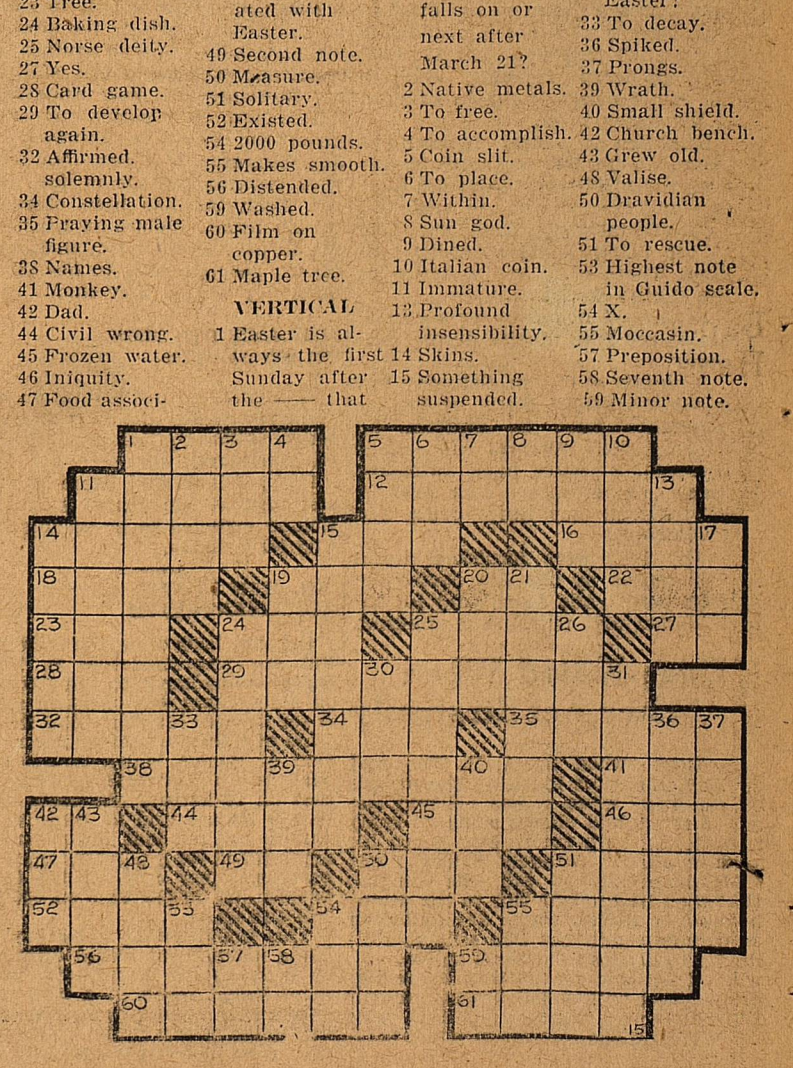 23 Tree.
24 Baking dish.
25 Norse deity.
27 Yes.
28 Card game.
29 To develop
again.
32 Affirmed.
solemnly.
34 Constellation.
35 Praying male
figure.
38 Names.
41 Monkey.
42 Dad.
44 Civil wrong.
45 Frozen water.
46 Iniquity.
47 Food associ-
ated with
Easter.
49 Second note.
50 Measure.
51 Solitary.
52 Existed.
54 2000 pounds.
55 Makes smooth.
56 Distended.
59 Washed.
60 Film on
copper.
61 Maple tree.
VERTICAL
1 Easter is al-
ways the first
Sunday after
the —— that
falls on or
next after
March 21?
2 Native metals.
3 To free.
4 To accomplish.
5 Coin slit.
6 To place.
7 Within.
8 Sun god.
9 Dined.
10 Italian coin.
11 Immature.
13 Profound
insensibility.
14 Skins.
15 Something
suspended.
Easter?
33 To decay.
36 Spiked.
37 Prongs.
39 Wrath.
40 Small shield.
42 Church bench.
43 Grew old.
48 Valise.
50 Dravidian
people.
51 To rescue.
53 Highest note
in Guido scale.
54 X.
55 Moccasin.
57 Preposition.
58 Seventh note.
59 Minor note.
1 2 3 4 5 6 7 8 9 10
11 12 13
14 15 16 17
18 19 20 21 22
23 24 25 26 27
28 29 30 31
32 33 34 35 36 37
38 39 40 41
42 43 44 45 46
47 48 49 50 51
52 53 54 55
56 57 58 59
60 61 15